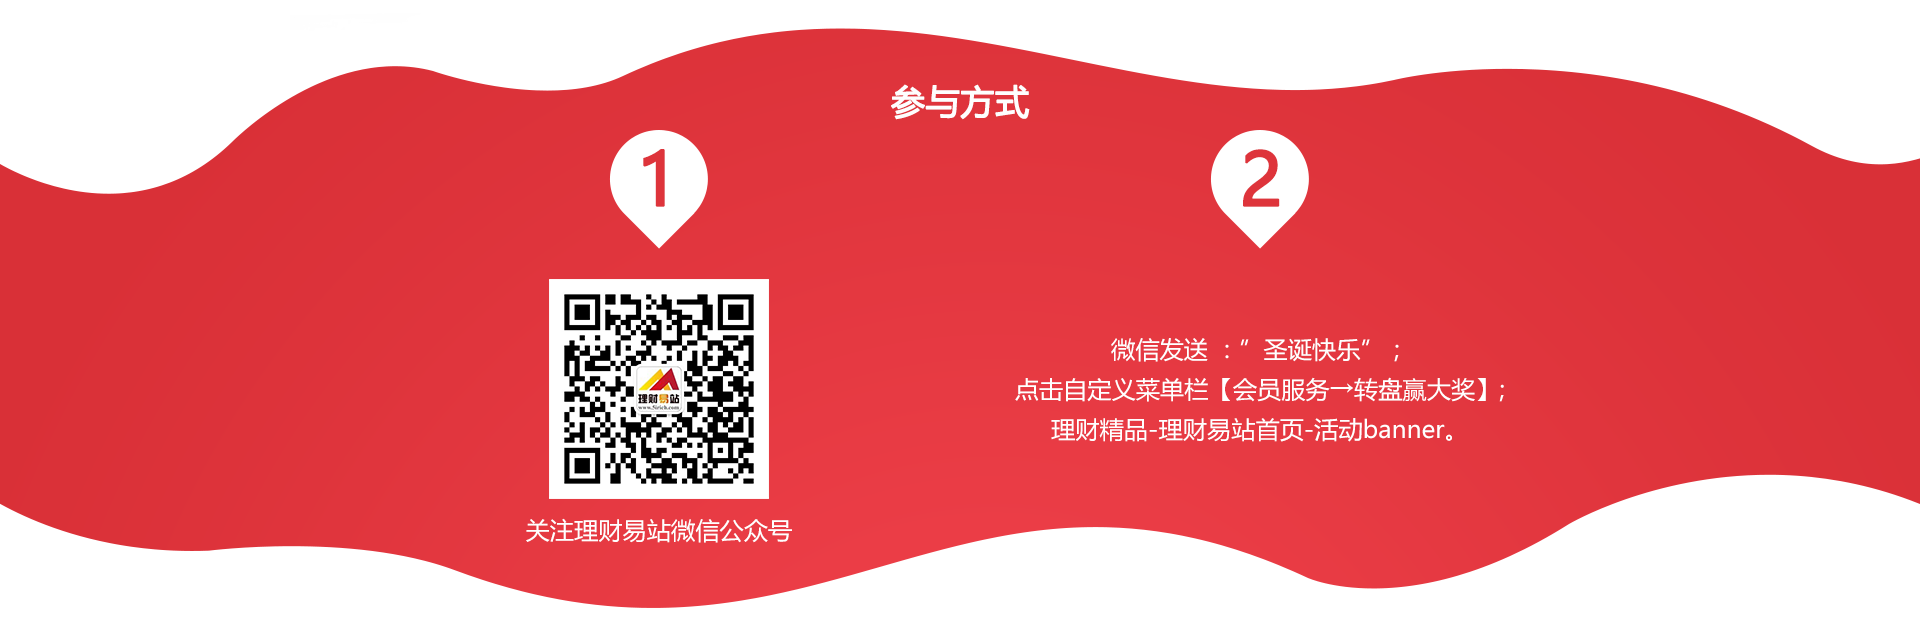 参与方式
1
理财易站
www.5irich.com
关注理财易站微信公众号
2
微信发送 ：”圣诞快乐” ；
点击自定义菜单栏【会员服务→转盘赢大奖】;
理财精品-理财易站首页-活动banner。